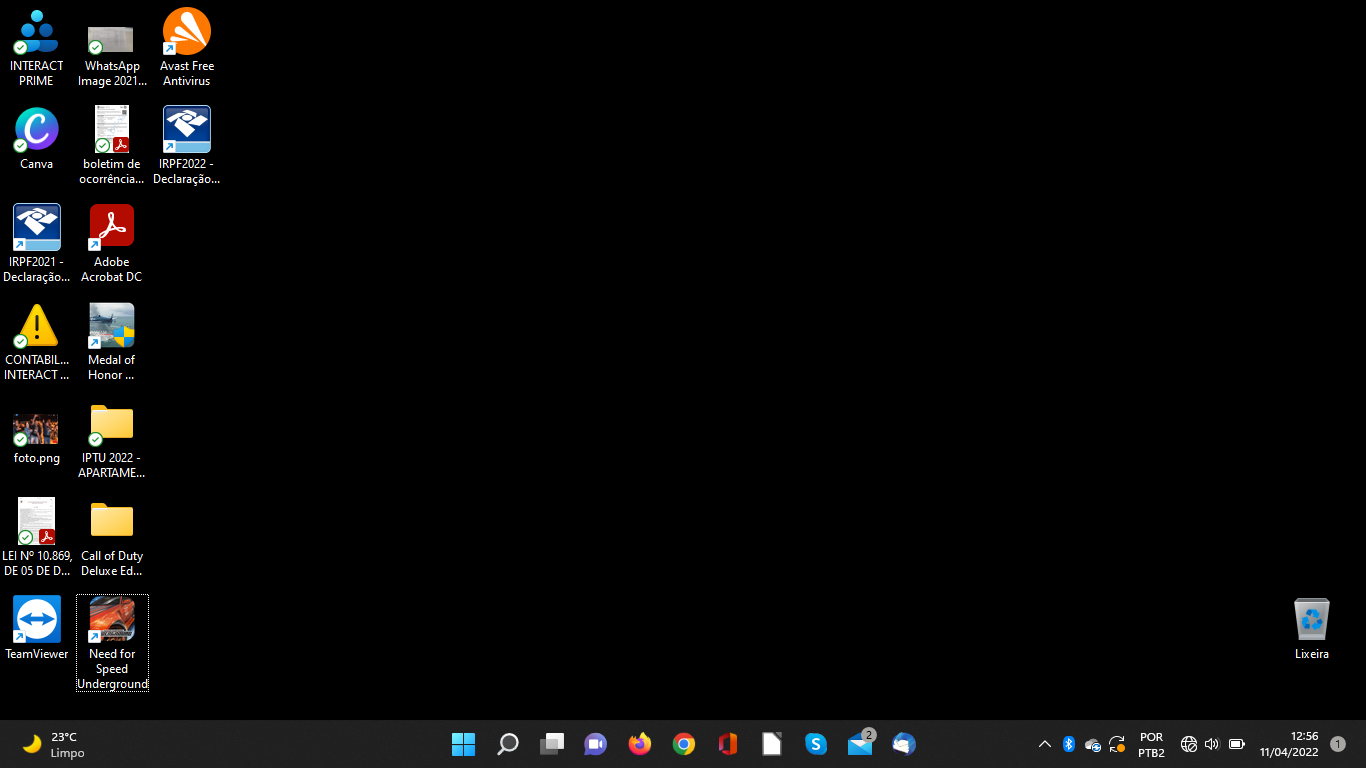 INTERACT
PRIME
WhatsApp
Image 2021...
Avast Free
Antivirus
Canva
boletim de
ocorrência...
IRPF2022 -
Declaração...
IRPF2021 -
Declaração...
Adobe
Acrobat DC
CONTABIL...
INTERACT ...
Medal of
Honor ...
foto.png
IPTU 2022 -
APARTAME...
LEI Nº 10.869,
DE 05 DE D...
Call of Duty
Deluxe Ed...
TeamViewer
Need for
Speed
Underground
Lixeira
23°C
Limpo
2
POR
PTB2
12:56
11/04/2022
1